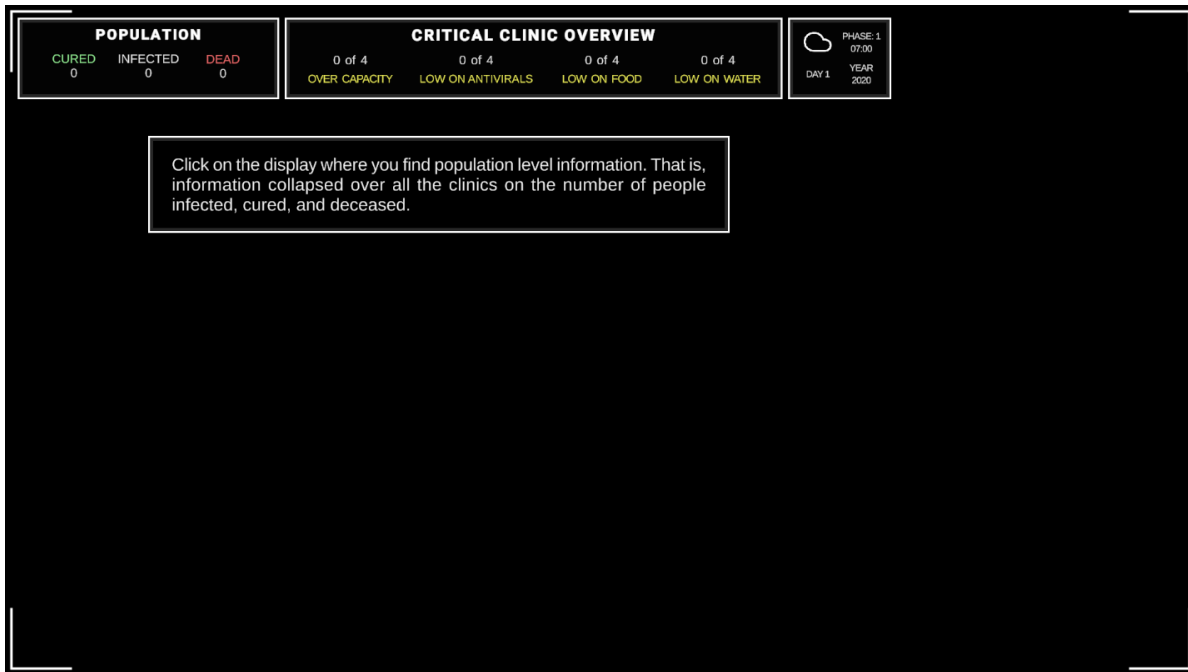 POPULATION
CURED INFECTED DEAD
0 0 0
CRITICAL CLINIC OVERVIEW
0 of 4 0 of 4 0 of 4 0 of 4
OVER CAPACITY LOW ON ANTIVIRALS LOW ON FOOD LOW ON WATER
PHASE: 1
07:00
DAY 1
YEAR
2020
Click on the display where you find population level information. That is,
information collapsed over all the clinics on the number of people
infected, cured, and deceased.